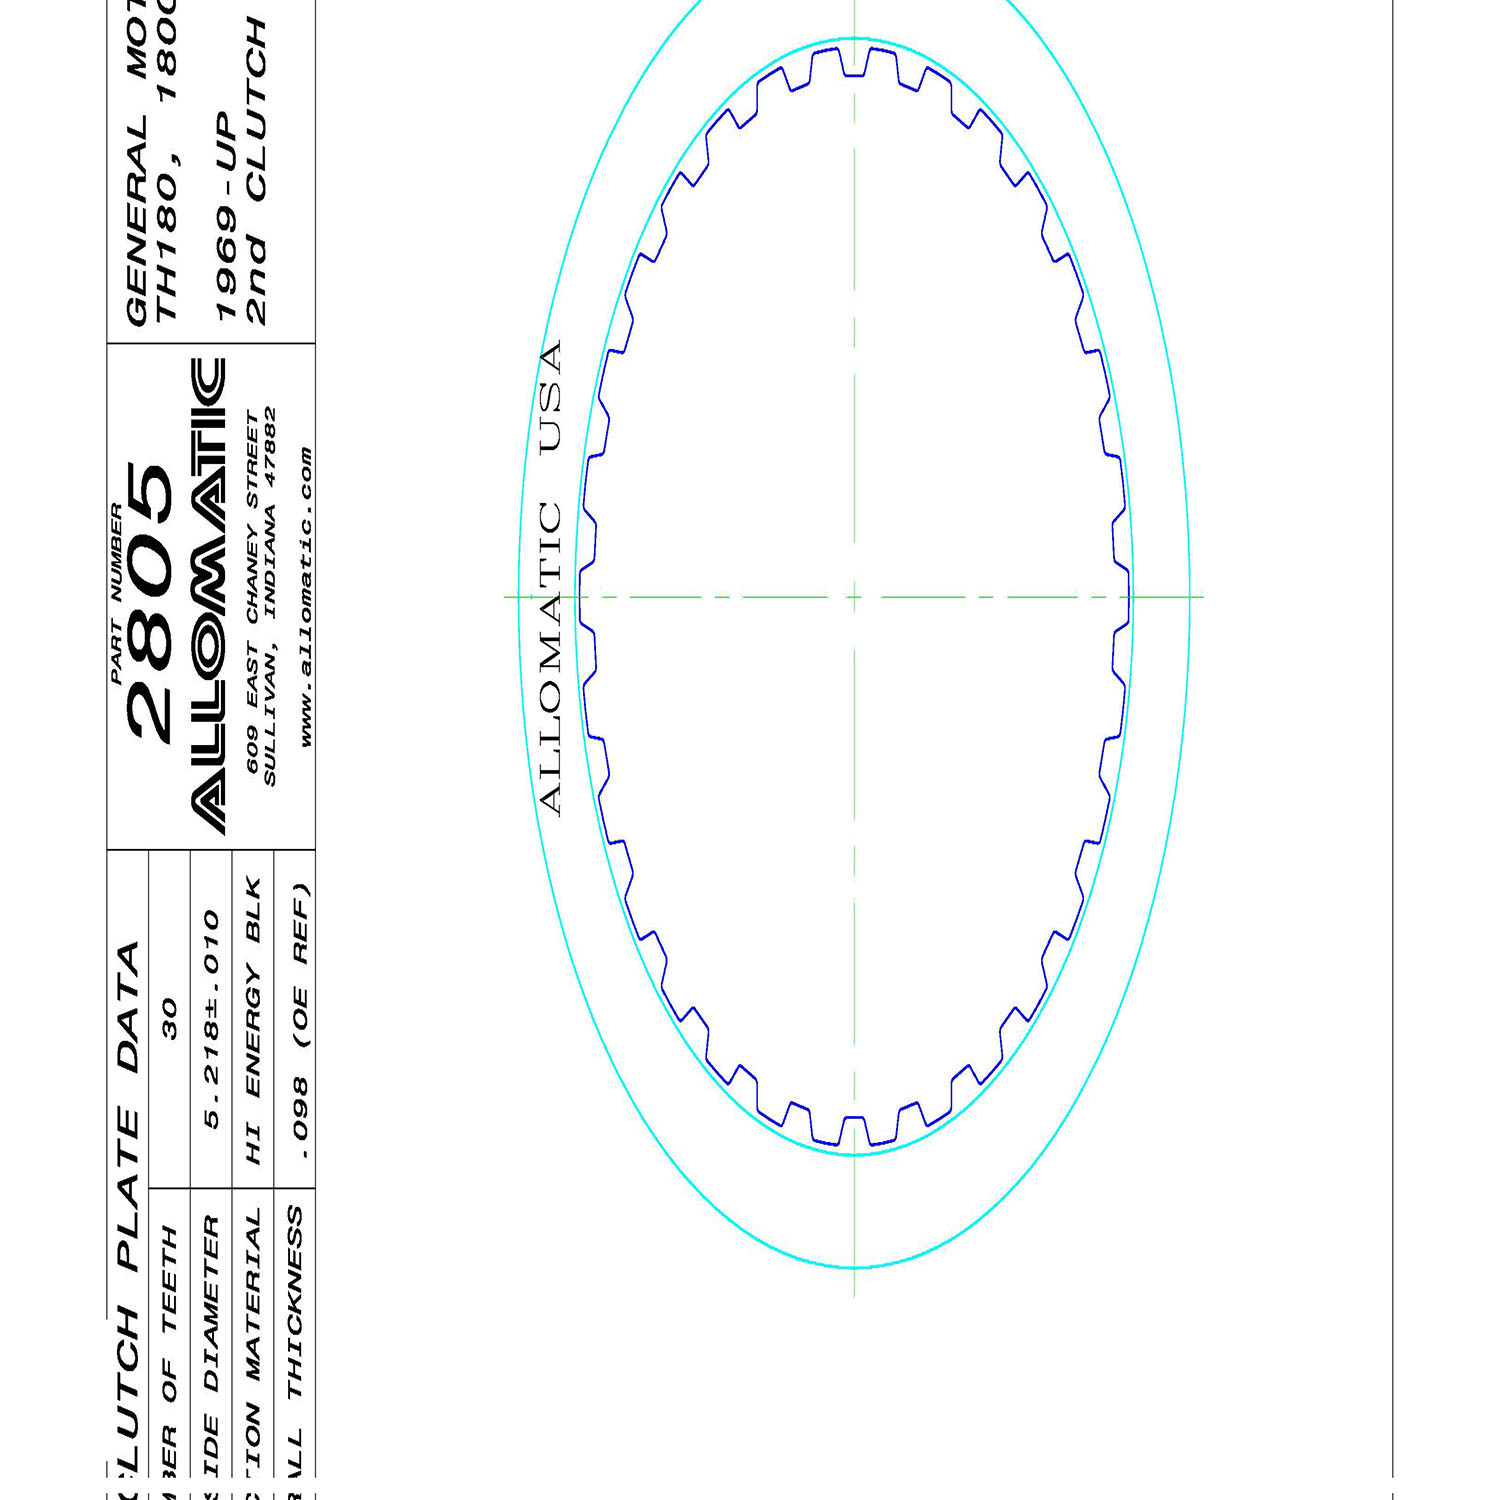 GENERAL MOT
TH180, 180C
1969-UP
2nd CLUTCH
PART NUMBER
2805
ALLOMATIC
609 EAST CHANEY STREET
SULLIVAN, INDIANA 47882
www.allomatic.com
CLUTCH PLATE DATA
BER OF TEETH 30
SIDE DIAMETER 5.218±.010
TION MATERIAL HI ENERGY BLK
ALL THICKNESS .098 (OE REF)
ALLOMATIC USA